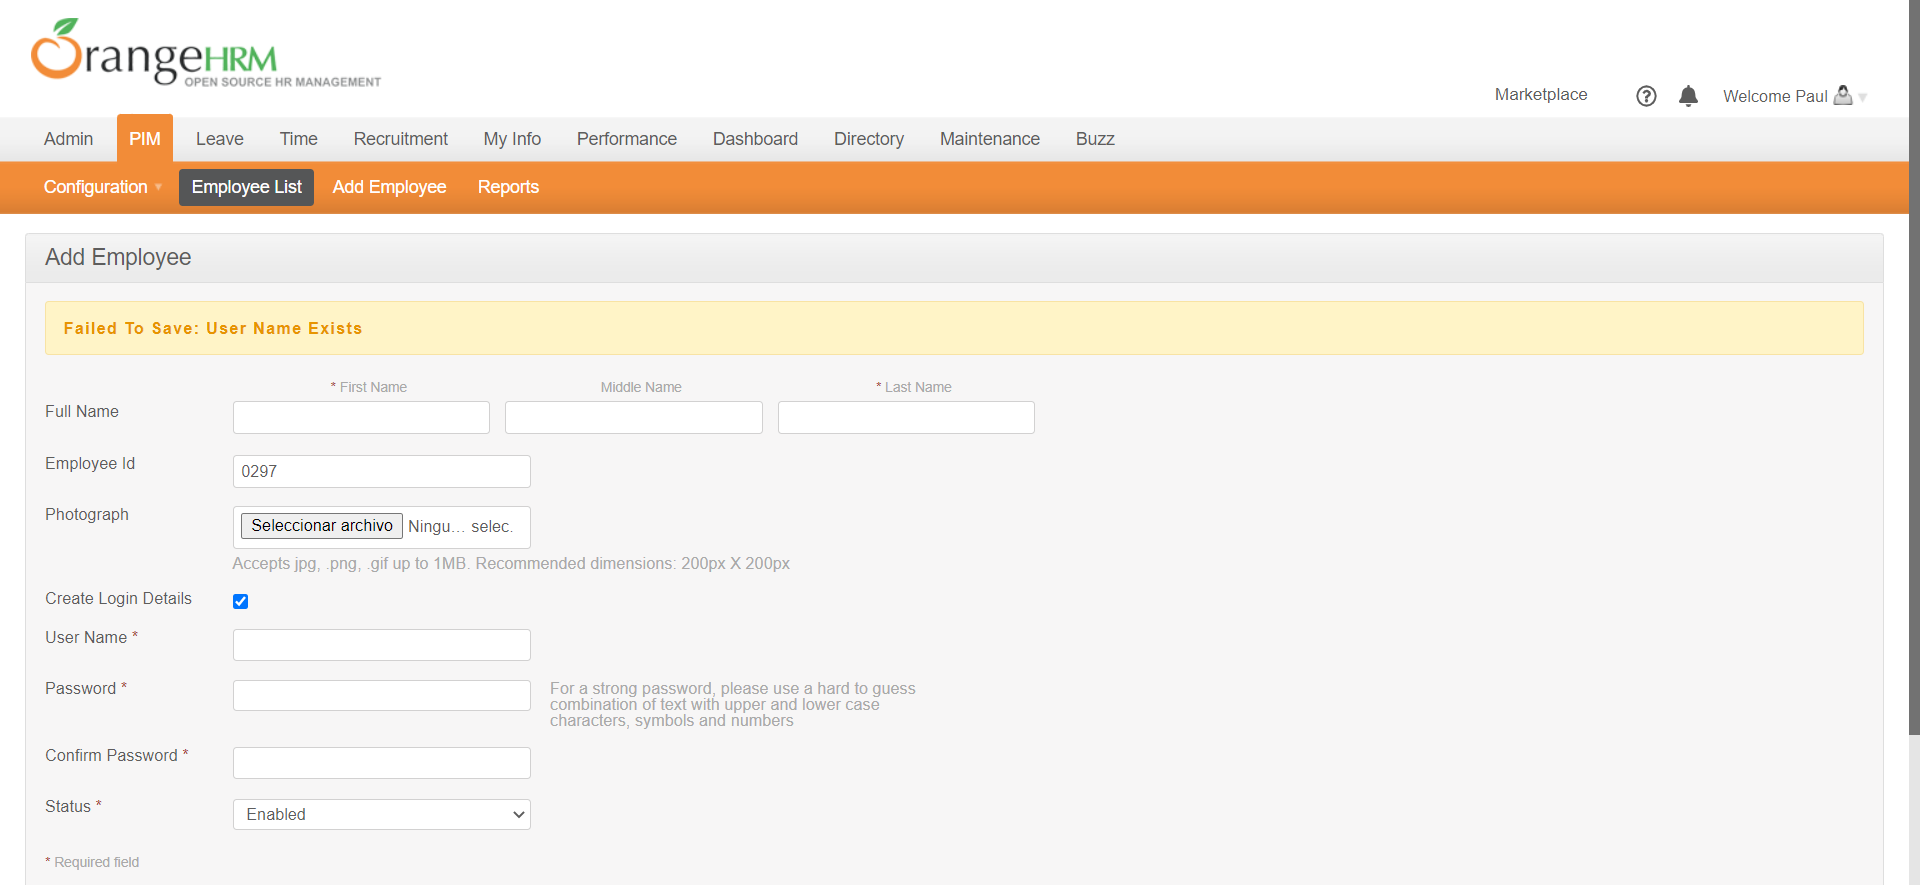 OrangeHRM
OPEN SOURCE HR MANAGEMENT
Marketplace
Welcome Paul
Admin PIM Leave Time Recruitment My Info Performance Dashboard Directory Maintenance Buzz
Configuration Employee List Add Employee Reports
Add Employee
Failed To Save: User Name Exists
* First Name Middle Name * Last Name
Full Name
Employee Id 0297
Photograph Seleccionar archivo Ningu… selec.
Accepts jpg, .png, .gif up to 1MB. Recommended dimensions: 200px X 200px
Create Login Details
User Name *
Password * For a strong password, please use a hard to guess
combination of text with upper and lower case
characters, symbols and numbers
Confirm Password *
Status * Enabled
* Required field